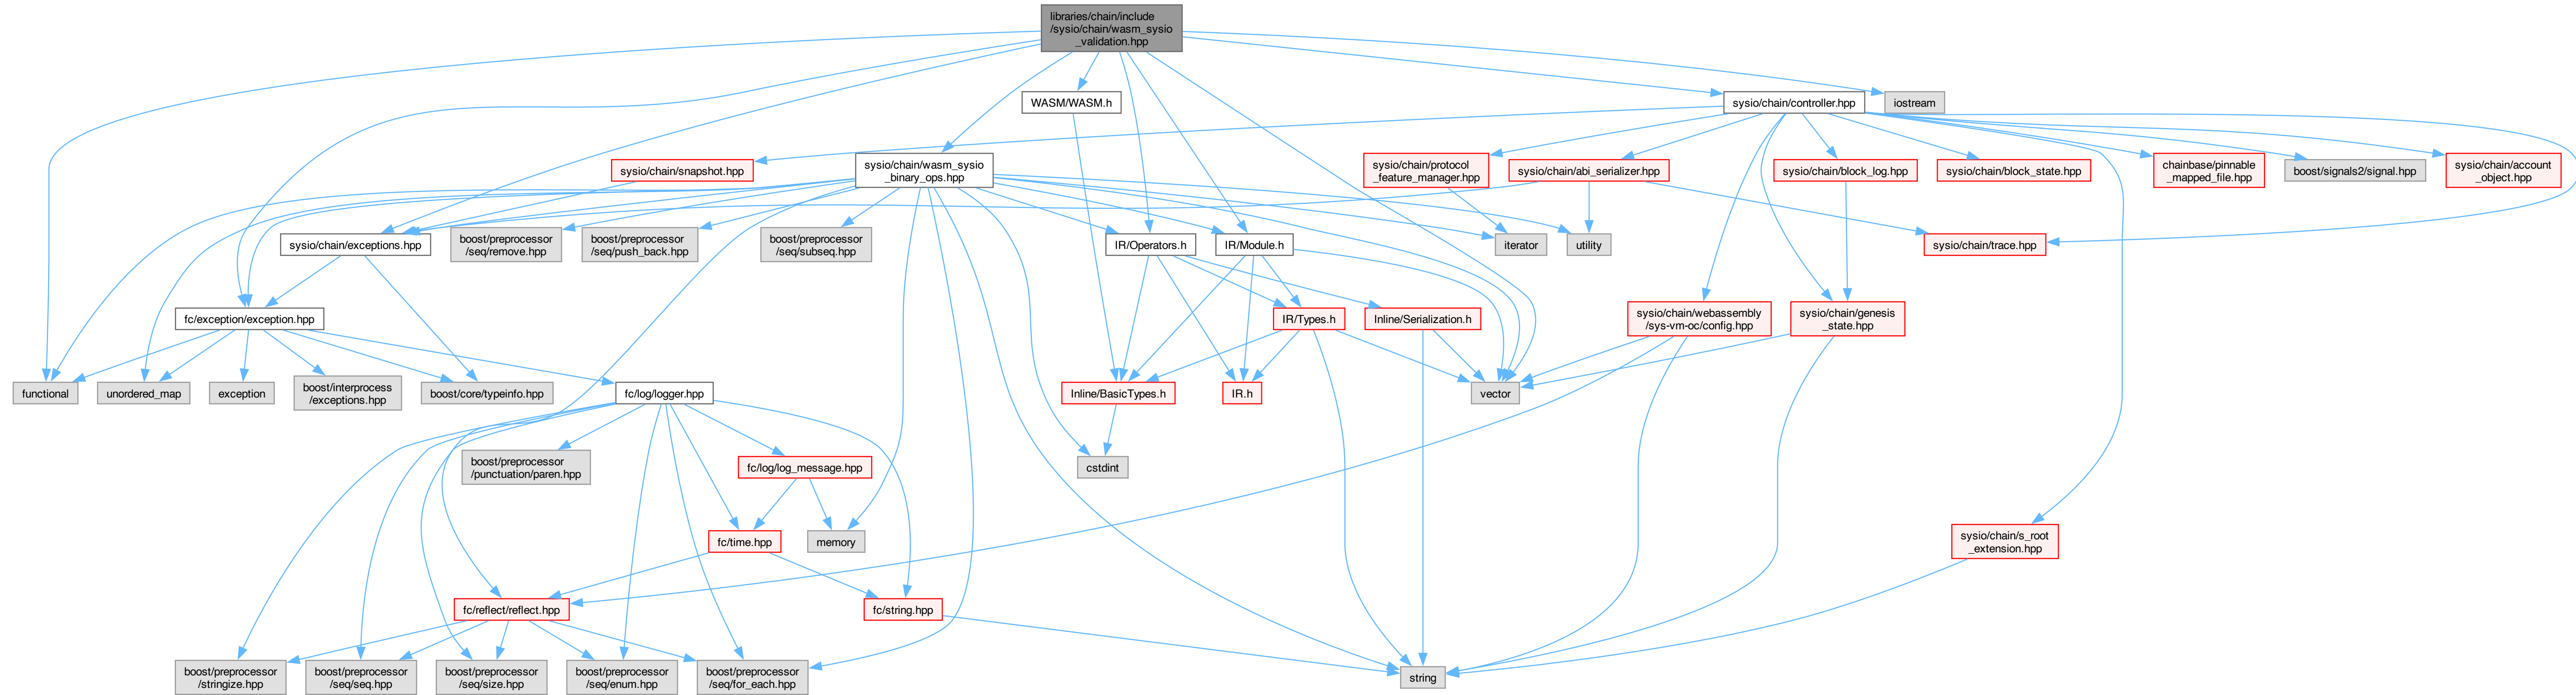 libraries/chain/include
/sysio/chain/wasm_sysio
_validation.hpp
WASM/WASM.h
sysio/chain/controller.hpp
iostream
sysio/chain/snapshot.hpp
sysio/chain/wasm_sysio
_binary_ops.hpp
sysio/chain/protocol
_feature_manager.hpp
sysio/chain/abi_serializer.hpp
sysio/chain/block_log.hpp
sysio/chain/block_state.hpp
chainbase/pinnable
_mapped_file.hpp
boost/signals2/signal.hpp
sysio/chain/account
_object.hpp
sysio/chain/exceptions.hpp
boost/preprocessor
/seq/remove.hpp
boost/preprocessor
/seq/push_back.hpp
boost/preprocessor
/seq/subseq.hpp
IR/Operators.h
IR/Module.h
iterator
utility
sysio/chain/trace.hpp
fc/exception/exception.hpp
IR/Types.h
Inline/Serialization.h
sysio/chain/webassembly
/sys-vm-oc/config.hpp
sysio/chain/genesis
_state.hpp
functional
unordered_map
exception
boost/interprocess
/exceptions.hpp
boost/core/typeinfo.hpp
fc/log/logger.hpp
Inline/BasicTypes.h
IR.h
vector
boost/preprocessor
/punctuation/paren.hpp
fc/log/log_message.hpp
cstdint
fc/time.hpp
memory
sysio/chain/s_root
_extension.hpp
fc/reflect/reflect.hpp
fc/string.hpp
boost/preprocessor
/stringize.hpp
boost/preprocessor
/seq/seq.hpp
boost/preprocessor
/seq/size.hpp
boost/preprocessor
/seq/enum.hpp
boost/preprocessor
/seq/for_each.hpp
string